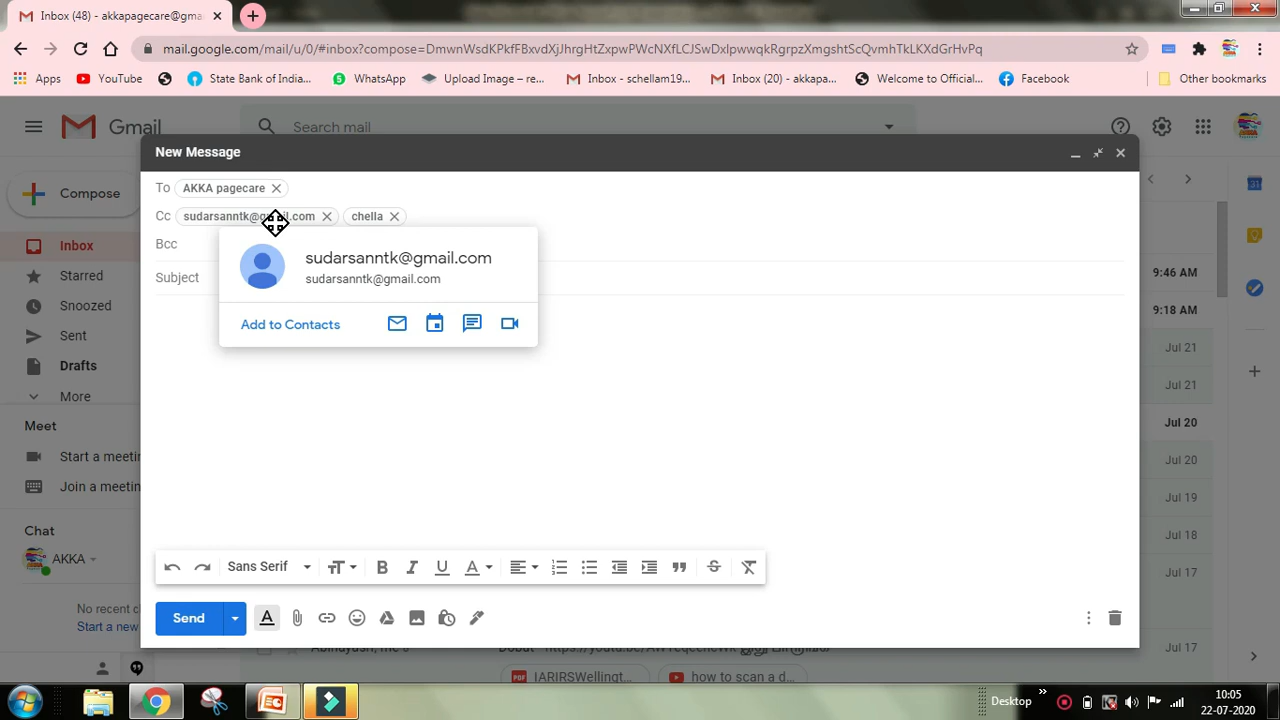 Inbox (48) - akkapagecare@gma
mail.google.com/mail/u/0/#inbox?compose=DmwnWsdKPkfFBxvdXjJhrgHtZxpwPWcNXfLCJSwDxlpwwqkRgrpzXmgshtScQvmhTkLKXdGrHvPq
Apps YouTube State Bank of India... WhatsApp Upload Image – re... Inbox - schellam19... Inbox (20) - akkapa... Welcome to Official... Facebook Other bookmarks
Gmail Search mail
New Message
Compose
To AKKA pagecare
Cc chella
Bcc
Subject
sudarsanntk@gmail.com
sudarsanntk@gmail.com
Add to Contacts
Inbox
Starred
Snoozed
Sent
Drafts
More
Meet
Start a meetin
Join a meetin
Chat
AKKA
No recent c
Start a new
9:46 AM
9:18 AM
Jul 21
Jul 21
Jul 20
Jul 20
Jul 19
Jul 18
Jul 17
Jul 17
Sans Serif
Send
PDF IARIRSWellingt... how to scan a d...
Desktop
10:05
22-07-2020